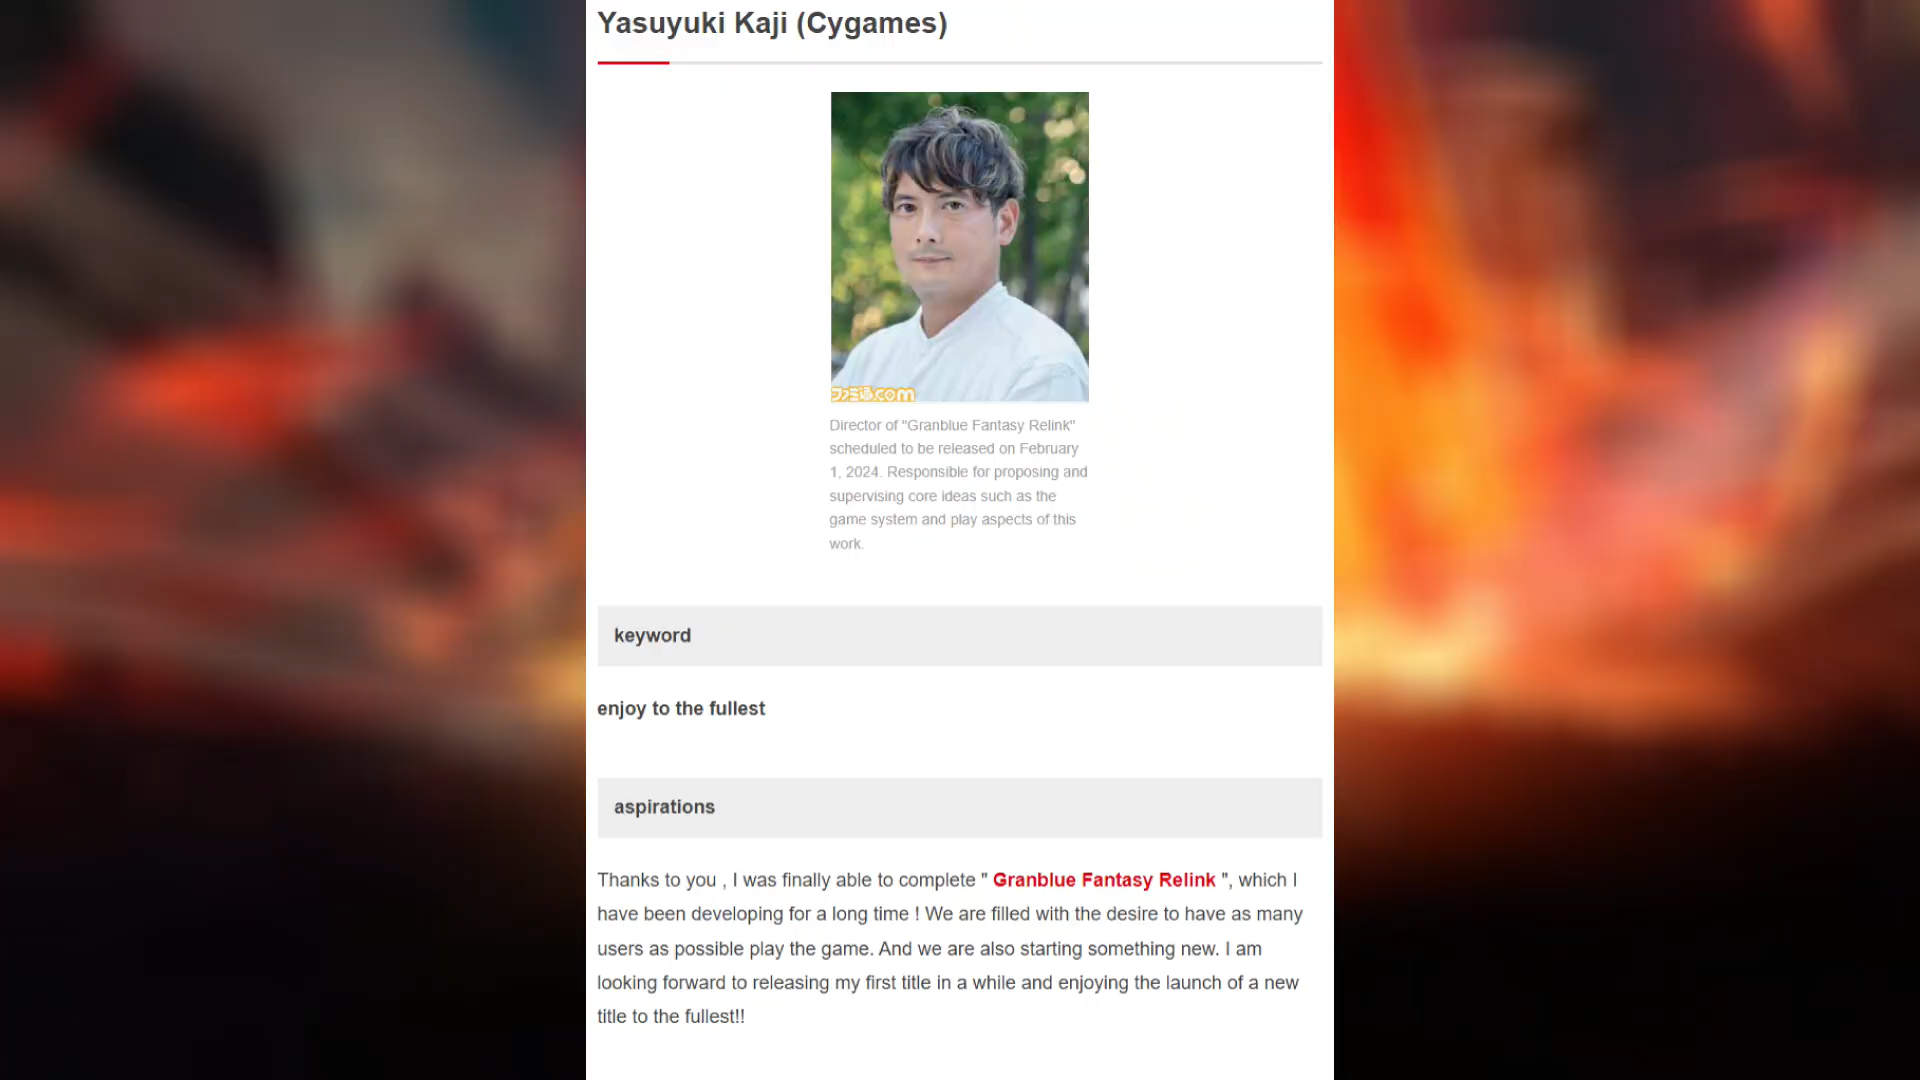 Yasuyuki Kaji (Cygames)
ファミ通.com
Director of "Granblue Fantasy Relink"
scheduled to be released on February
1, 2024. Responsible for proposing and
supervising core ideas such as the
game system and play aspects of this
work.
keyword
enjoy to the fullest
aspirations
Thanks to you , I was finally able to complete " Granblue Fantasy Relink ", which I
have been developing for a long time ! We are filled with the desire to have as many
users as possible play the game. And we are also starting something new. I am
looking forward to releasing my first title in a while and enjoying the launch of a new
title to the fullest!!